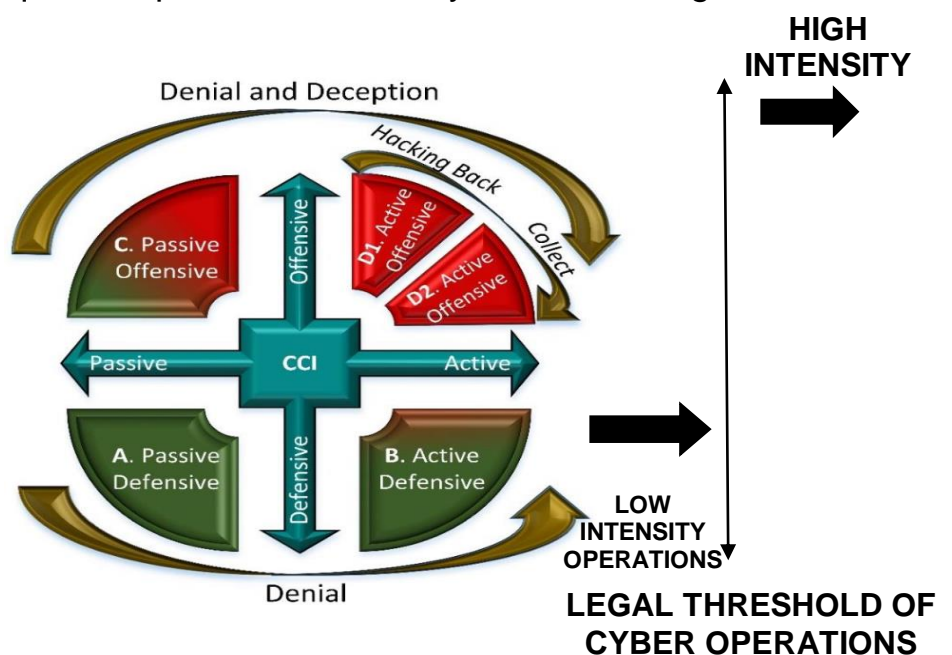 HIGH
INTENSITY
Denial and Deception
Hacking Back
Collect
C. Passive
Offensive
Offensive
D1. Active
Offensive
D2. Active
Offensive
Passive
CCI
Active
A. Passive
Defensive
Defensive
B. Active
Defensive
LOW
INTENSITY
OPERATIONS
Denial
LEGAL THRESHOLD OF
CYBER OPERATIONS